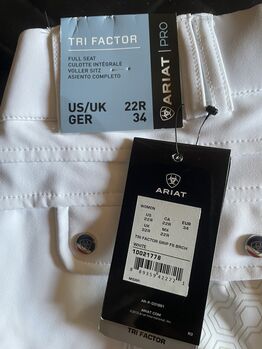 TRI FACTOR
FULL SEAT
CULOTTE INTÉGRALE
VOLLER SITZ
ASIENTO COMPLETO
US/UK 22R
GER 34
ARIAT | PRO
ARIAT
WOMEN
US CA EUR
22R 22R 34
UK MA
22R 22R
TRI FACTOR GRIP FS BRCH
WHITE
10021778
MSRP:
ARIAT.COM
TRI FACTOR